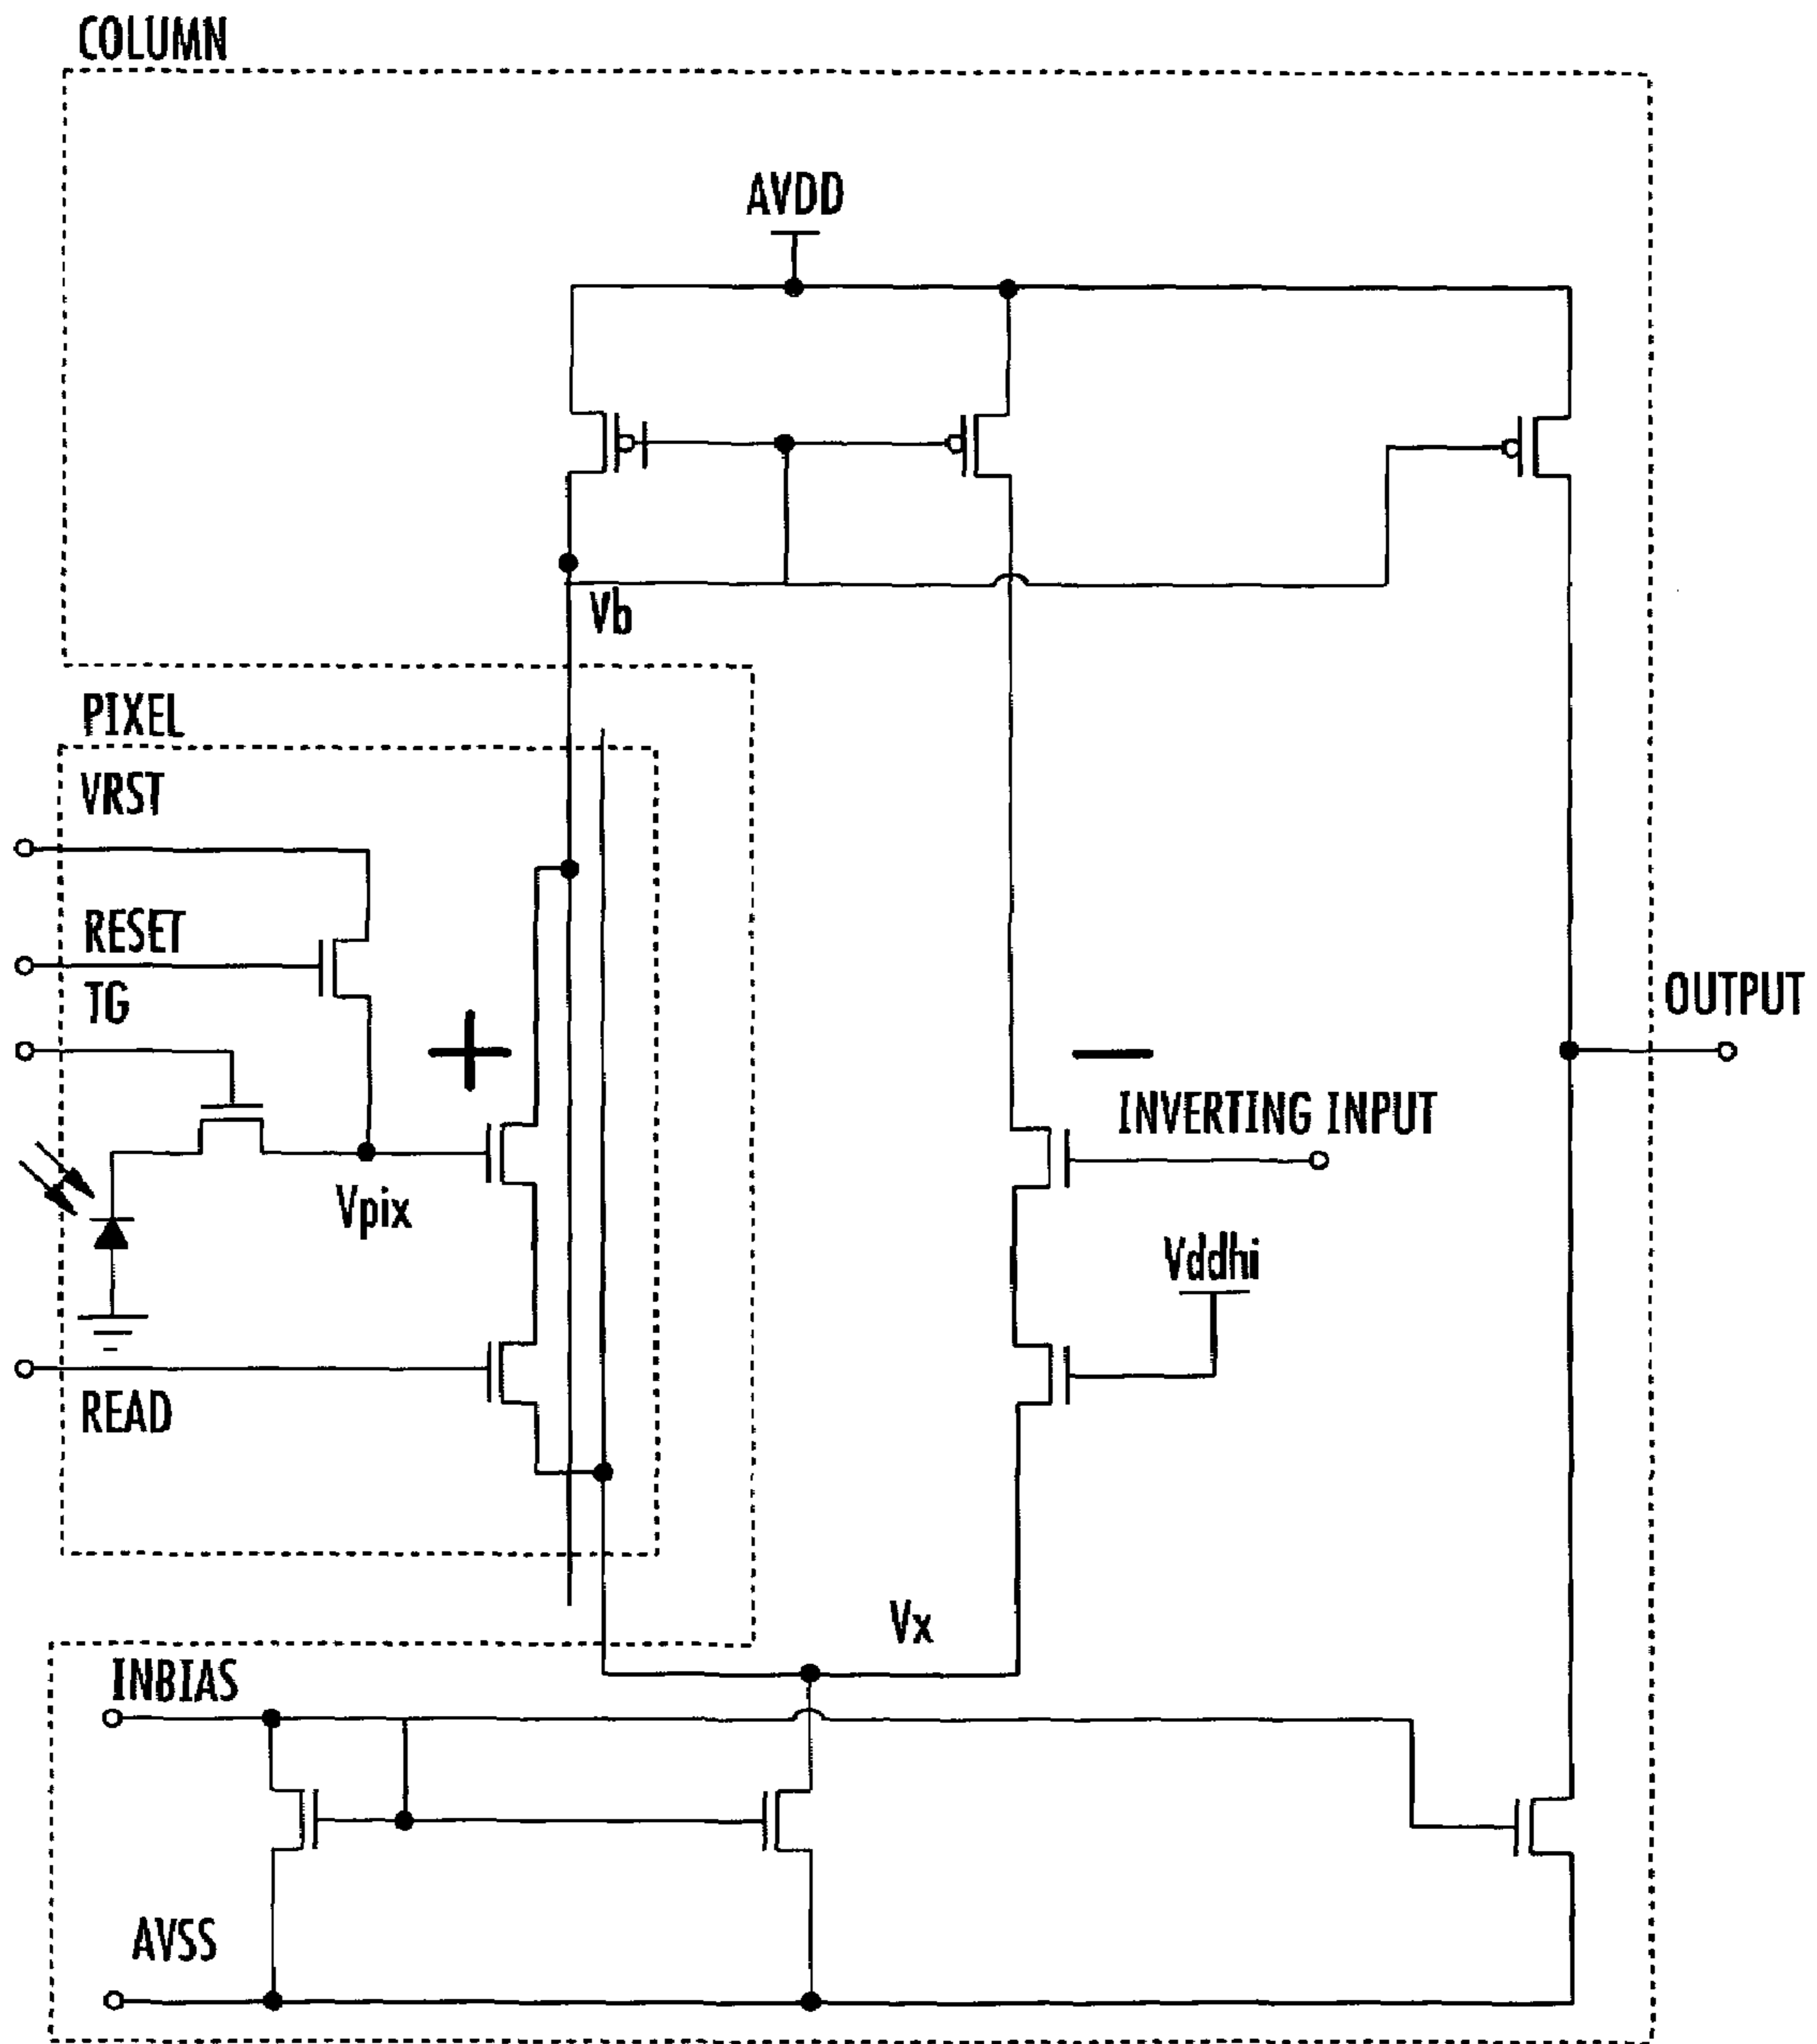 COLUMN
AVDD
Vb
PIXEL
VRST
RESET
TG
+
−
OUTPUT
INVERTING INPUT
Vpix
Vddhi
READ
Vx
INBIAS
AVSS